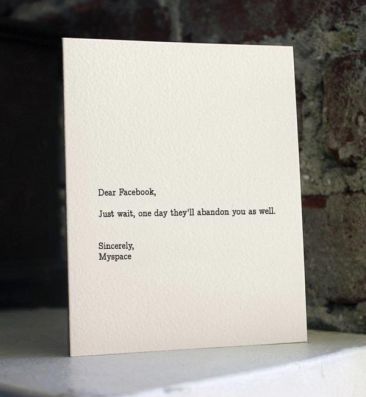 Dear Facebook,
Just wait, one day they'll abandon you as well.
Sincerely,
Myspace